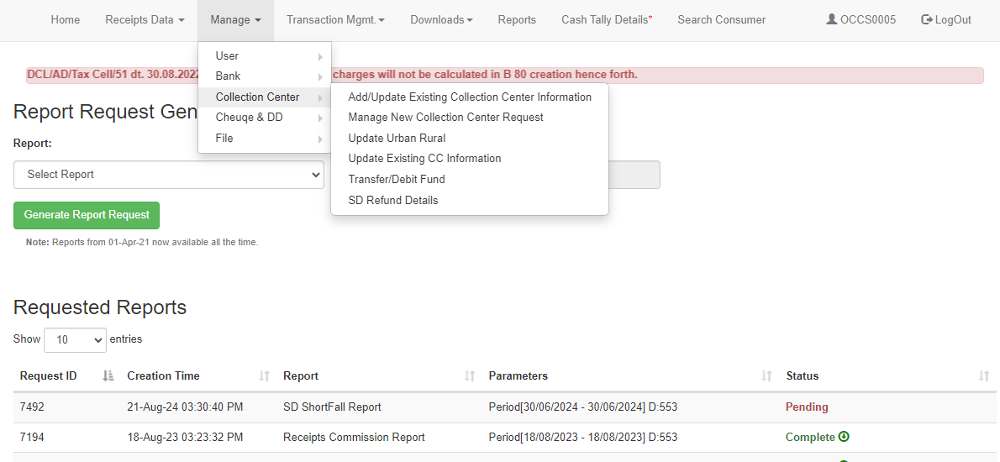 Home Receipts Data Manage Transaction Mgmt. Downloads Reports Cash Tally Details* Search Consumer OCCS0005 LogOut
User
DCL/AD/Tax Cell/51 dt. 30.08.2022 charges will not be calculated in B 80 creation hence forth.
Bank
Collection Center
Cheuqe & DD
File
Add/Update Existing Collection Center Information
Manage New Collection Center Request
Update Urban Rural
Update Existing CC Information
Transfer/Debit Fund
SD Refund Details
Report Request Gen
Report:
Select Report
Generate Report Request
Note: Reports from 01-Apr-21 now available all the time.
Requested Reports
Show 10 entries
Request ID Creation Time Report Parameters Status
7492 21-Aug-24 03:30:40 PM SD ShortFall Report Period[30/06/2024 - 30/06/2024] D:553 Pending
7194 18-Aug-23 03:23:32 PM Receipts Commission Report Period[18/08/2023 - 18/08/2023] D:553 Complete